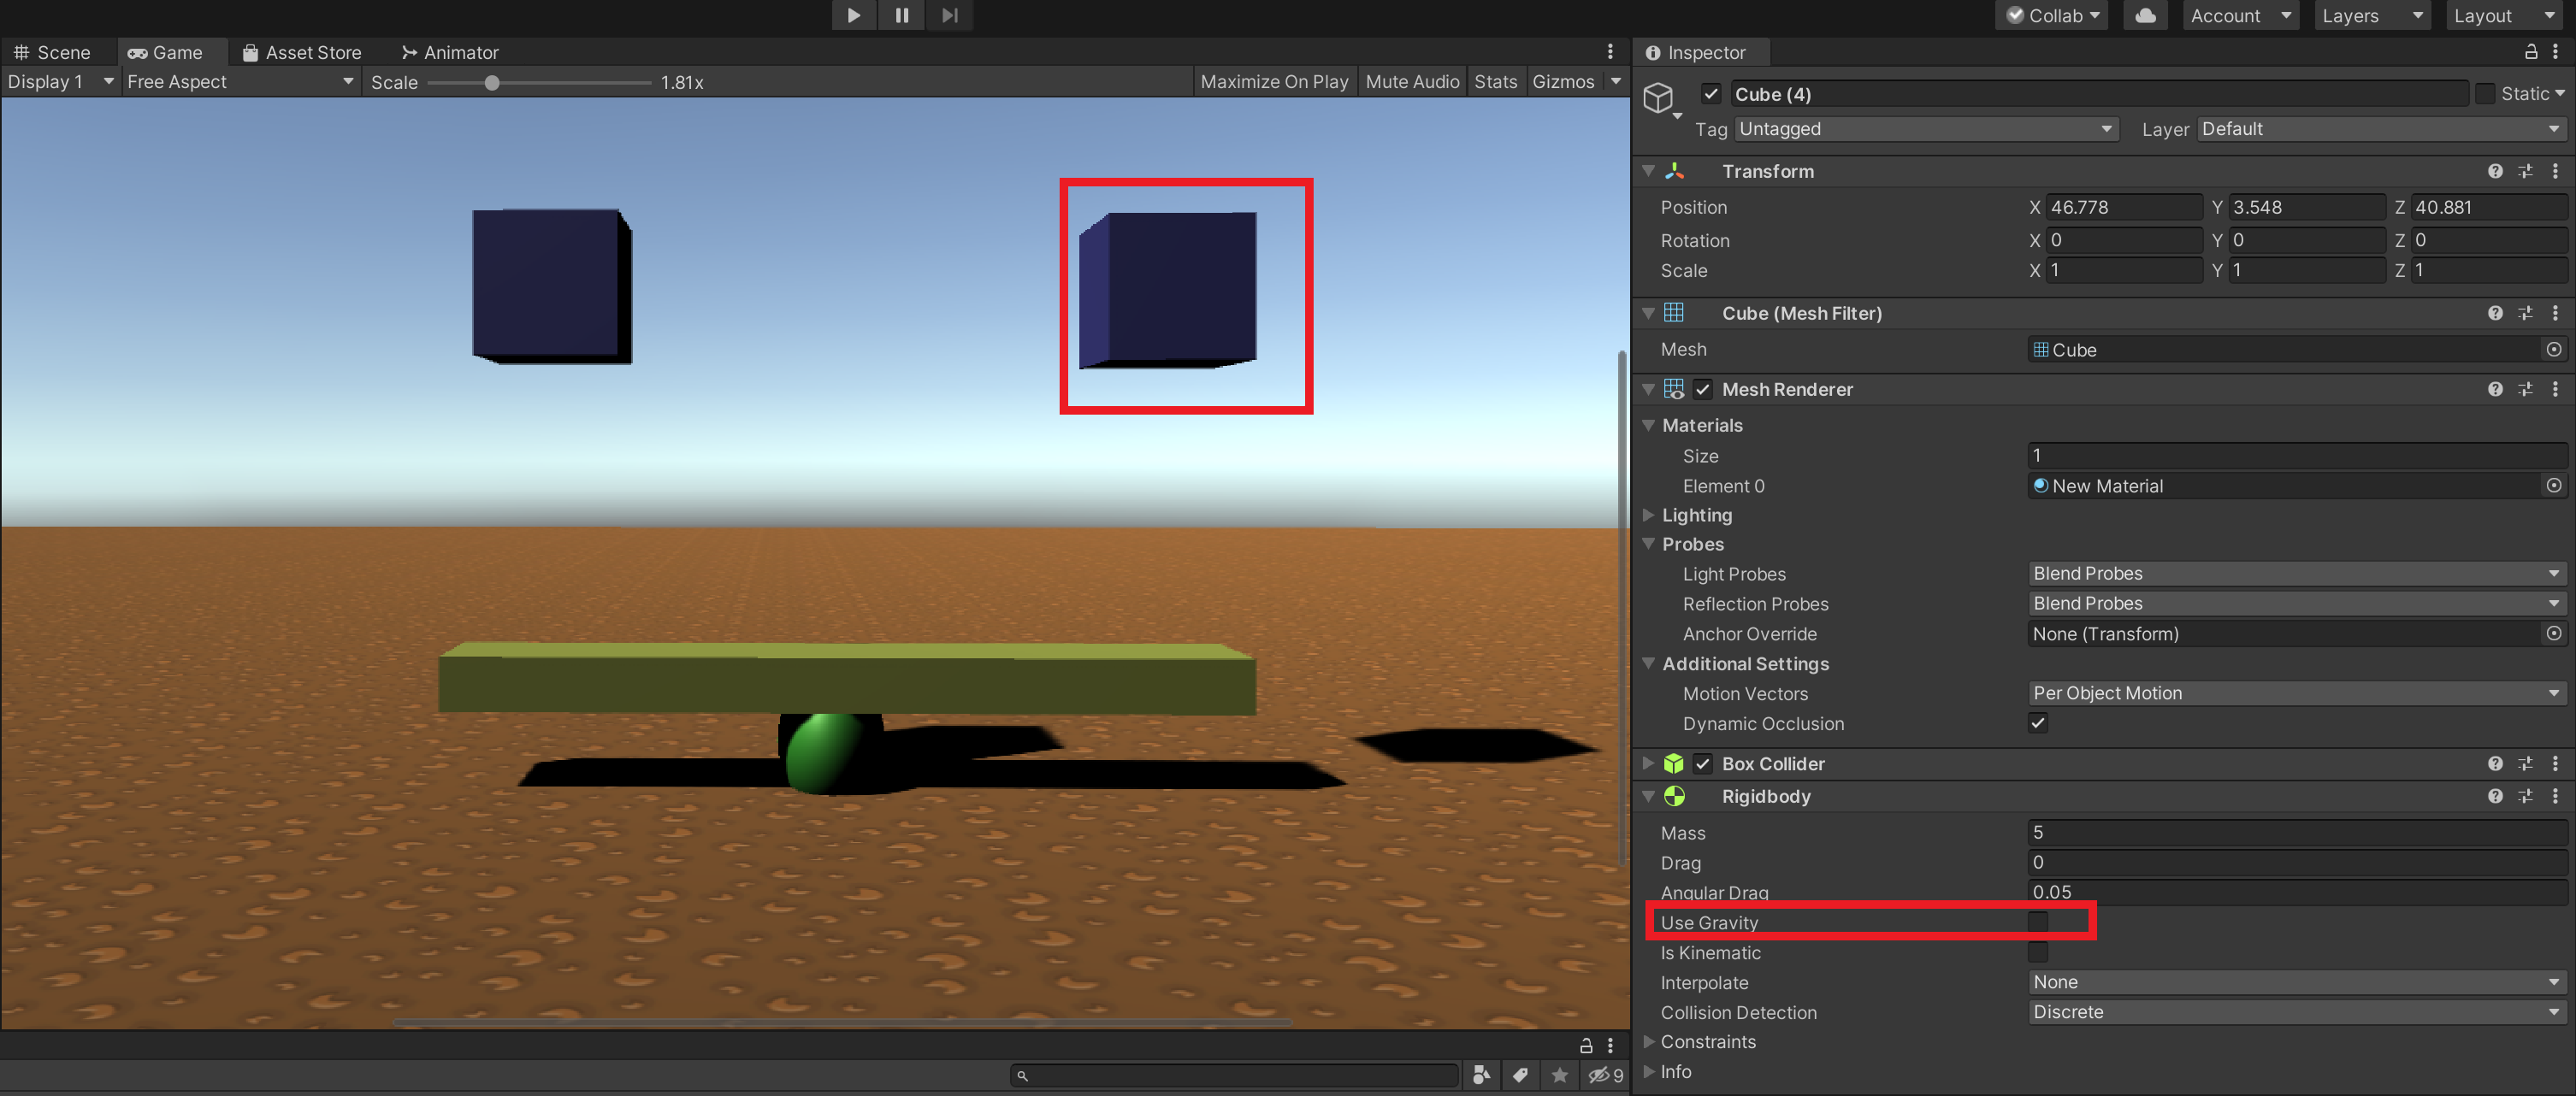 Collab Account Layers Layout
Scene Game Asset Store Animator
Display 1 Free Aspect Scale 1.81x Maximize On Play Mute Audio Stats Gizmos
Inspector
Cube (4) Static
Tag Untagged Layer Default
Transform
Position X 46.778 Y 3.548 Z 40.881
Rotation X 0 Y 0 Z 0
Scale X 1 Y 1 Z 1
Cube (Mesh Filter)
Mesh Cube
Mesh Renderer
Materials
Size 1
Element 0 New Material
Lighting
Probes
Light Probes Blend Probes
Reflection Probes Blend Probes
Anchor Override None (Transform)
Additional Settings
Motion Vectors Per Object Motion
Dynamic Occlusion
Box Collider
Rigidbody
Mass 5
Drag 0
Angular Drag 0.05
Use Gravity
Is Kinematic
Interpolate None
Collision Detection Discrete
Constraints
Info
9